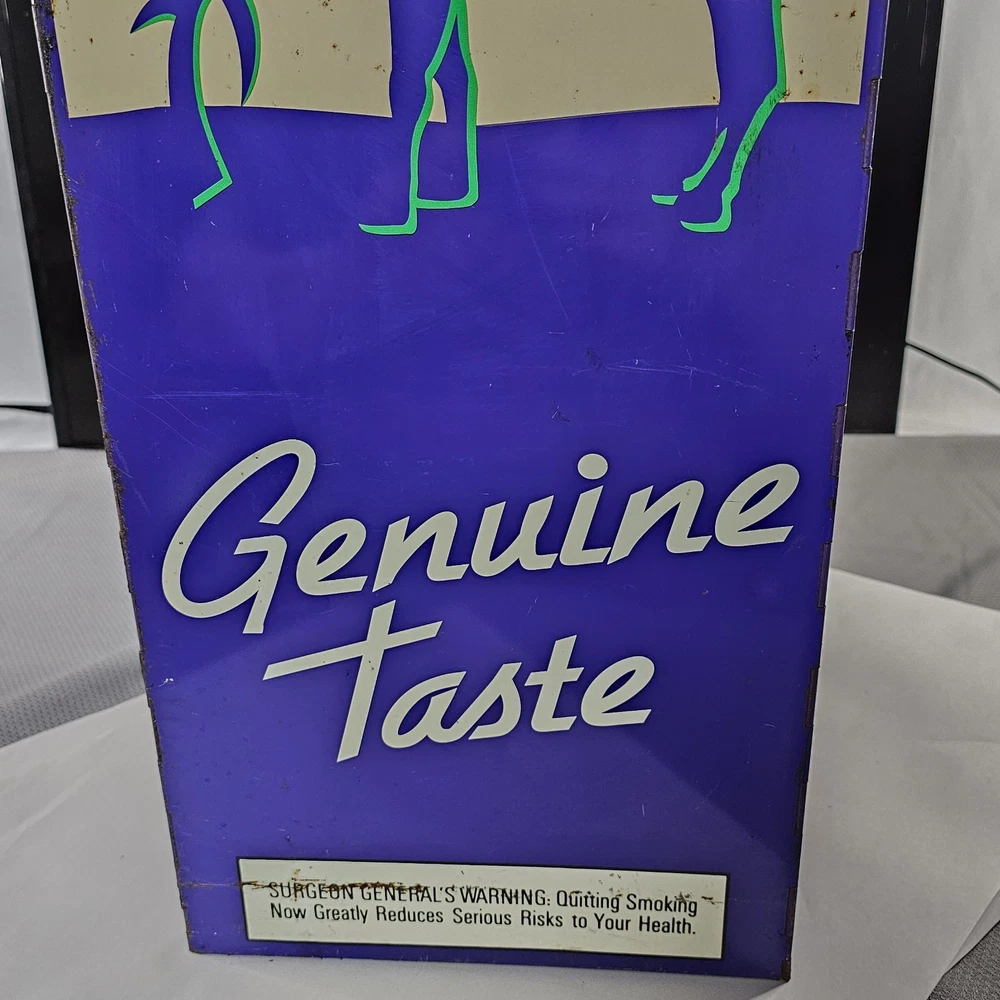 Genuine
Taste
SURGEON GENERAL'S WARNING: Quitting Smoking
Now Greatly Reduces Serious Risks to Your Health.